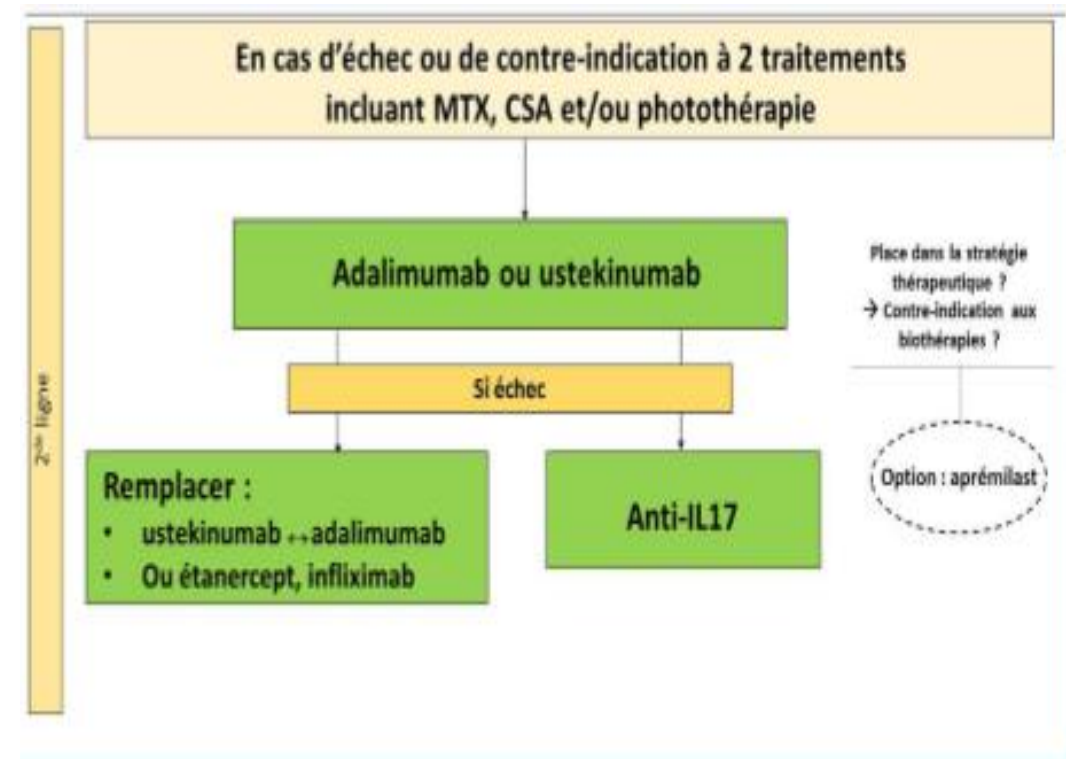 En cas d'échec ou de contre-indication à 2 traitements
incluant MTX, CSA et/ou photothérapie
Adalimumab ou ustekinumab
Place dans la stratégie
thérapeutique ?
→ Contre-indication aux
biothérapies ?
Si échec
2de ligne
Remplacer :
• ustekinumab ↔adalimumab
• Ou étanercept, infliximab
Anti-IL17
Option : aprémilast